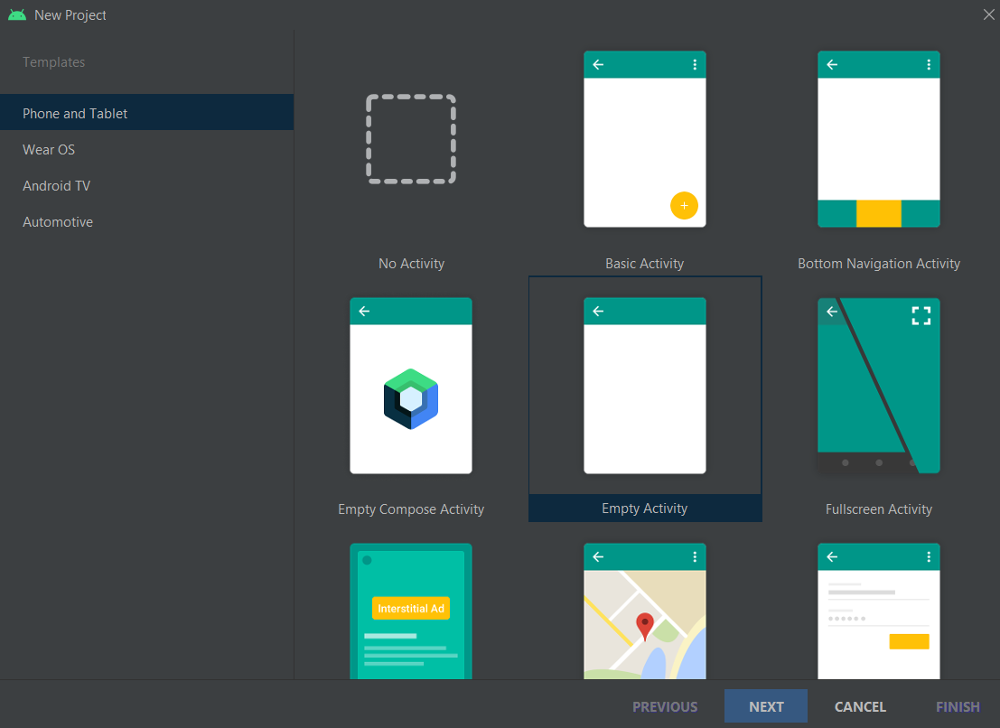 New Project
Templates
Phone and Tablet
Wear OS
Android TV
Automotive
No Activity
Basic Activity
Bottom Navigation Activity
Empty Compose Activity
Empty Activity
Fullscreen Activity
Interstitial Ad
PREVIOUS
NEXT
CANCEL
FINISH